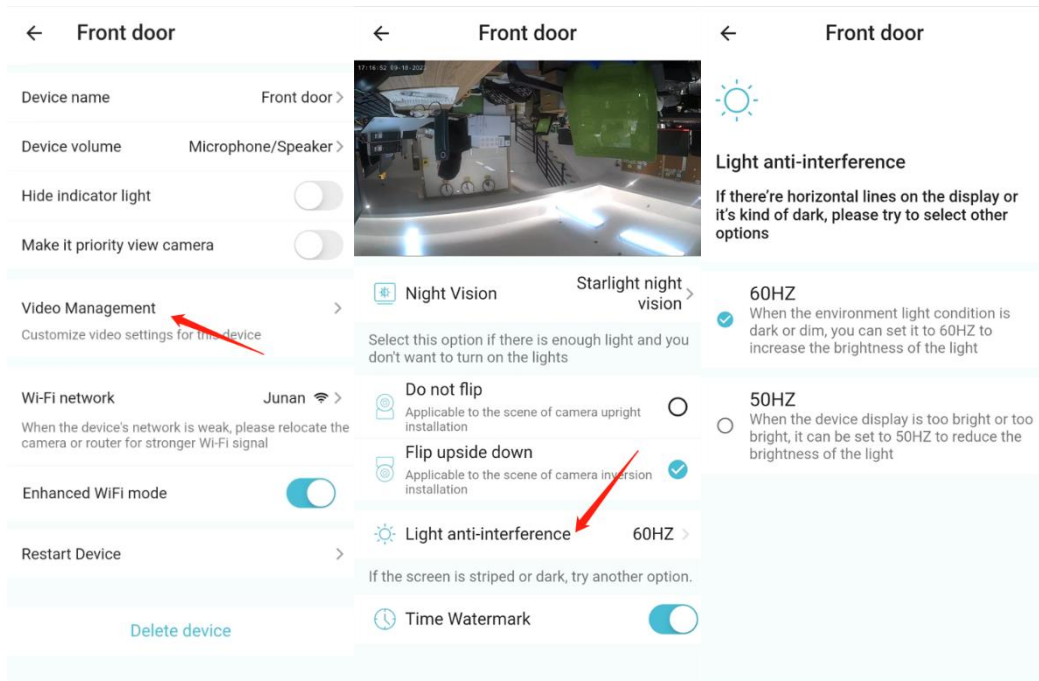 Front door
Device name Front door
Device volume Microphone/Speaker
Hide indicator light
Make it priority view camera
Video Management
Customize video settings for this device
Wi-Fi network Junan
When the device's network is weak, please relocate the
camera or router for stronger Wi-Fi signal
Enhanced WiFi mode
Restart Device
Delete device
Front door
Night Vision Starlight night
vision
Select this option if there is enough light and you
don't want to turn on the lights
Do not flip
Applicable to the scene of camera upright
installation
Flip upside down
Applicable to the scene of camera inversion
installation
Light anti-interference 60HZ
If the screen is striped or dark, try another option.
Time Watermark
Front door
Light anti-interference
If there're horizontal lines on the display or
it's kind of dark, please try to select other
options
60HZ
When the environment light condition is
dark or dim, you can set it to 60HZ to
increase the brightness of the light
50HZ
When the device display is too bright or too
bright, it can be set to 50HZ to reduce the
brightness of the light